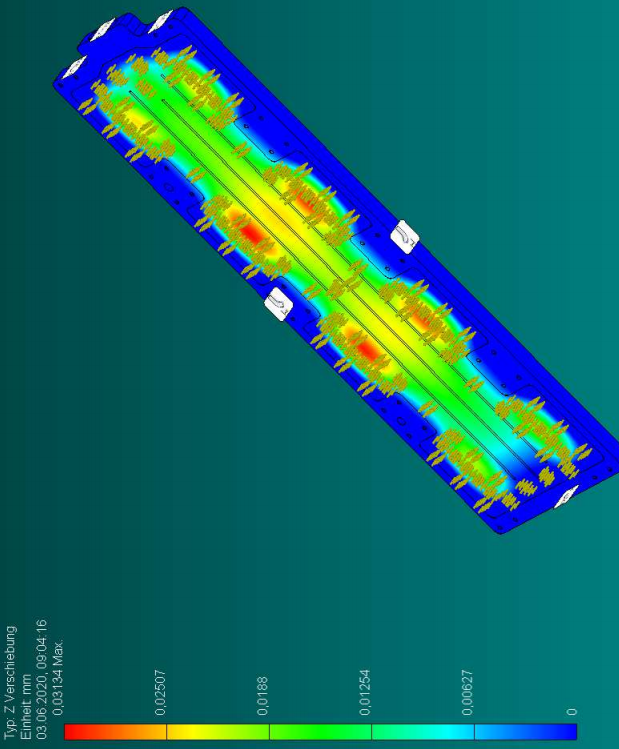 Typ: Z Verschiebung
Einheit: mm
03.06.2020, 09:04:16
0,03134 Max.
0,02507
0,0188
0,01254
0,00627
0